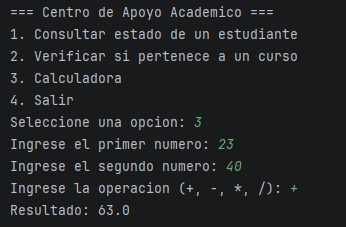 === Centro de Apoyo Academico ===
1. Consultar estado de un estudiante
2. Verificar si pertenece a un curso
3. Calculadora
4. Salir
Seleccione una opcion: 3
Ingrese el primer numero: 23
Ingrese el segundo numero: 40
Ingrese la operacion (+, -, *, /): +
Resultado: 63.0